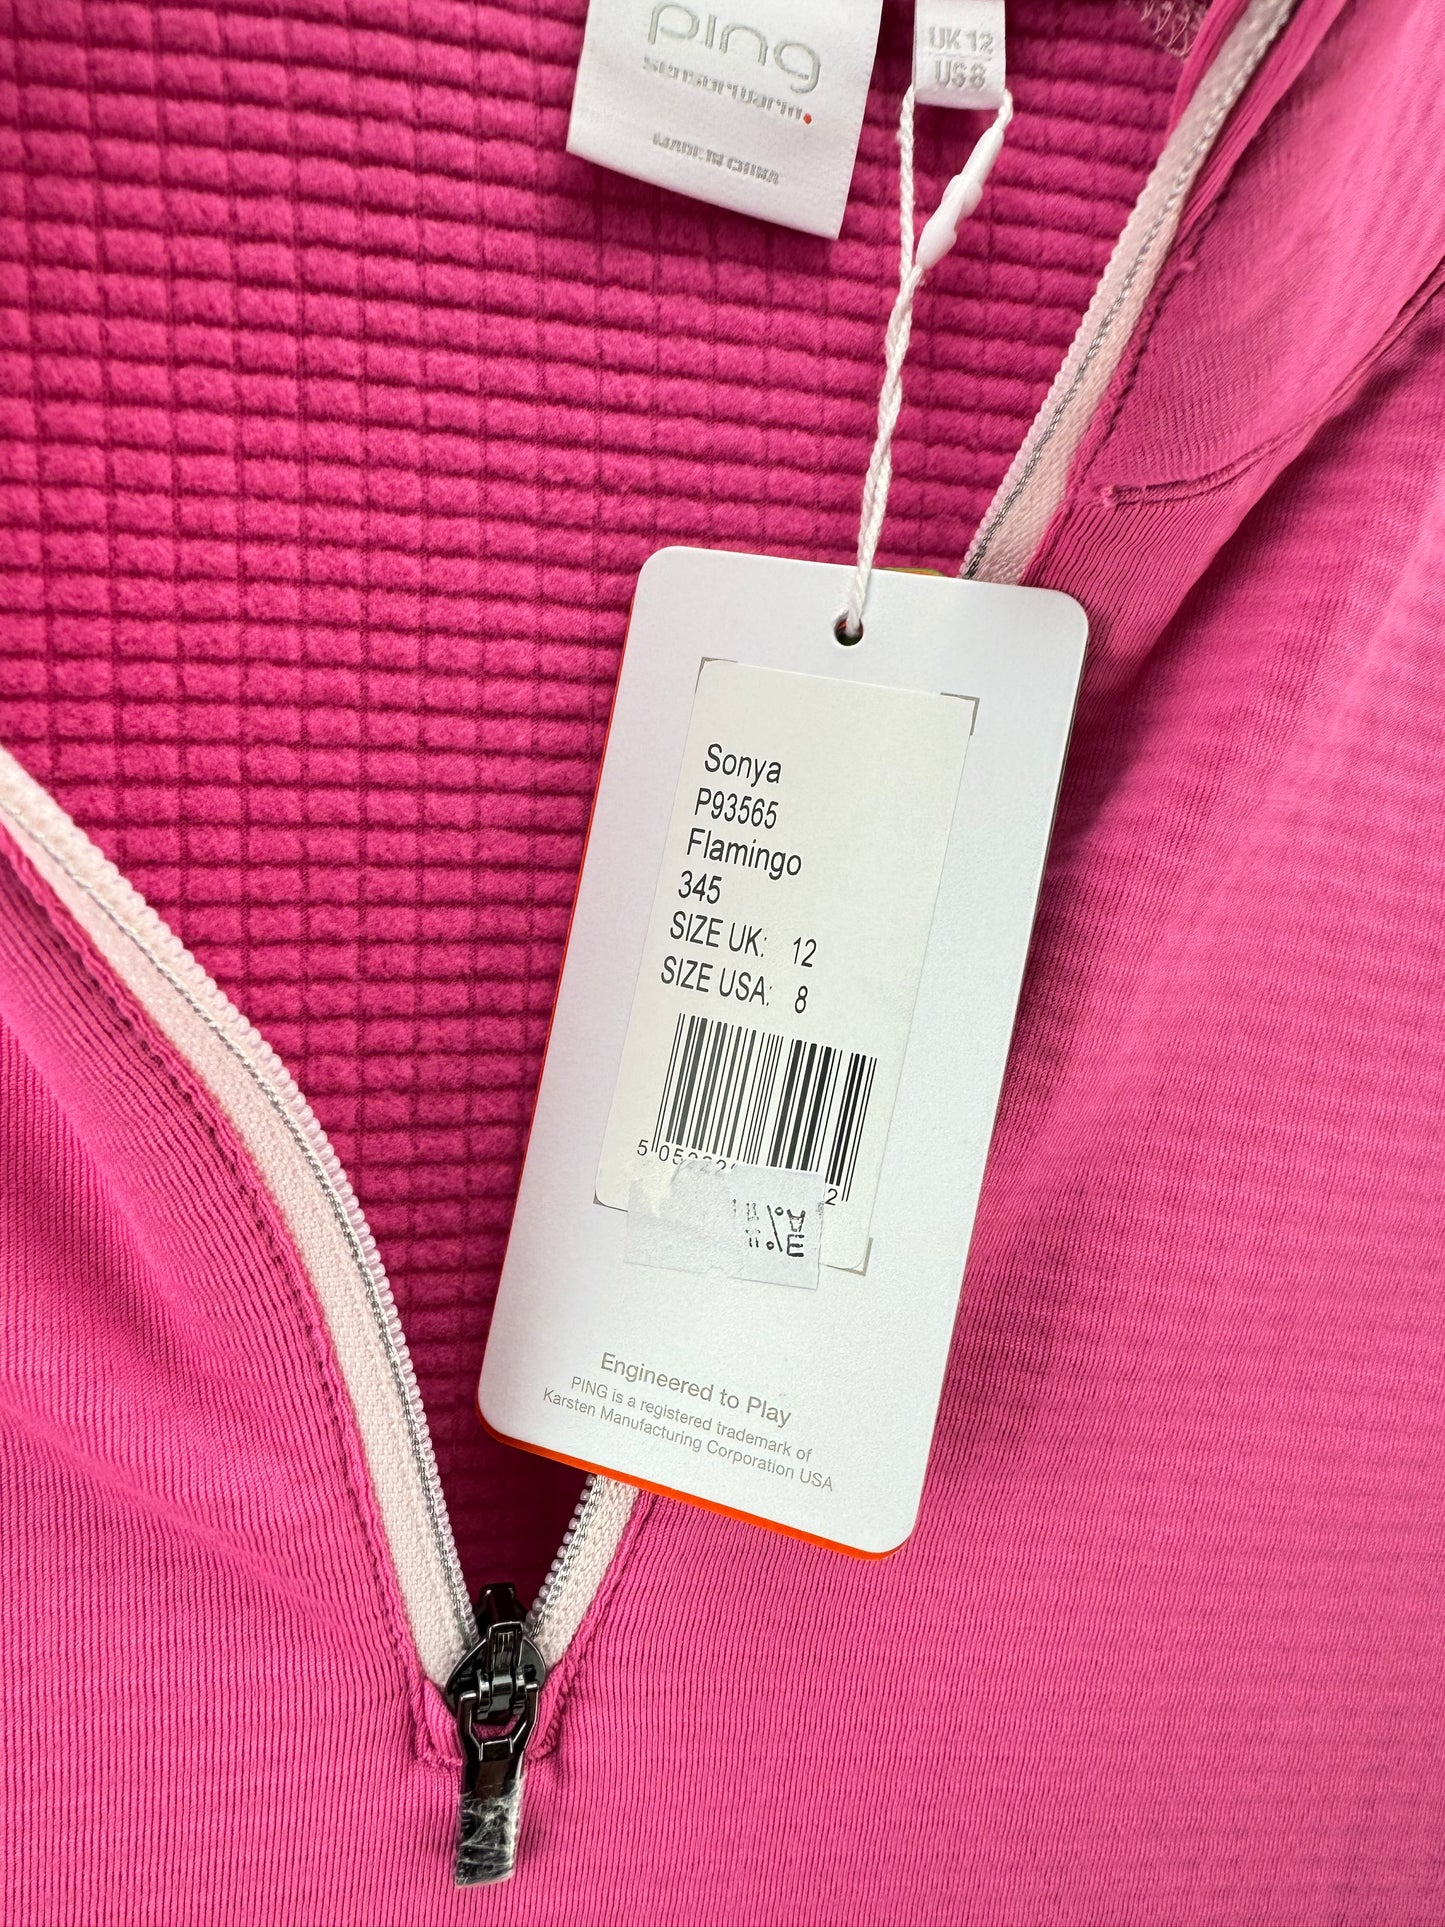 ping
sensorwarm.
MADE IN CHINA
UK 12
US 8
Sonya
P93565
Flamingo
345
SIZE UK: 12
SIZE USA: 8
Engineered to Play
PING is a registered trademark of
Karsten Manufacturing Corporation USA